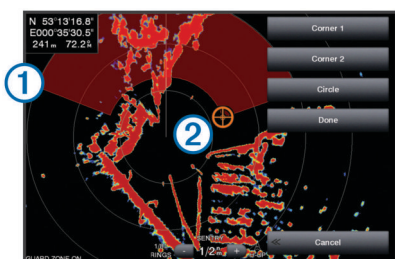 N 53°13'16.8"
E000°35'30.5"
241m 72.2
Corner 1
Corner 2
Circle
Done
1
2
SENTRY
RINGS - 1/2 +
Cancel
GUARD ZONE ON